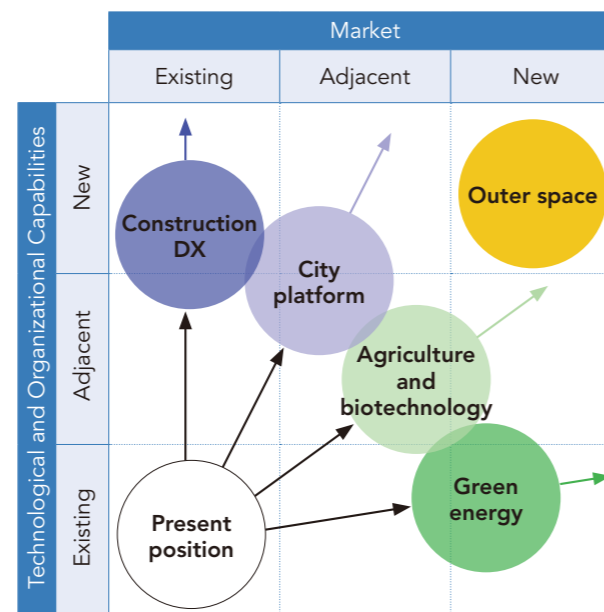 Market
Existing
Adjacent
New
Technological and Organizational Capabilities
New
Adjacent
Existing
Construction
DX
City
platform
Outer space
Agriculture
and
biotechnology
Green
energy
Present
position